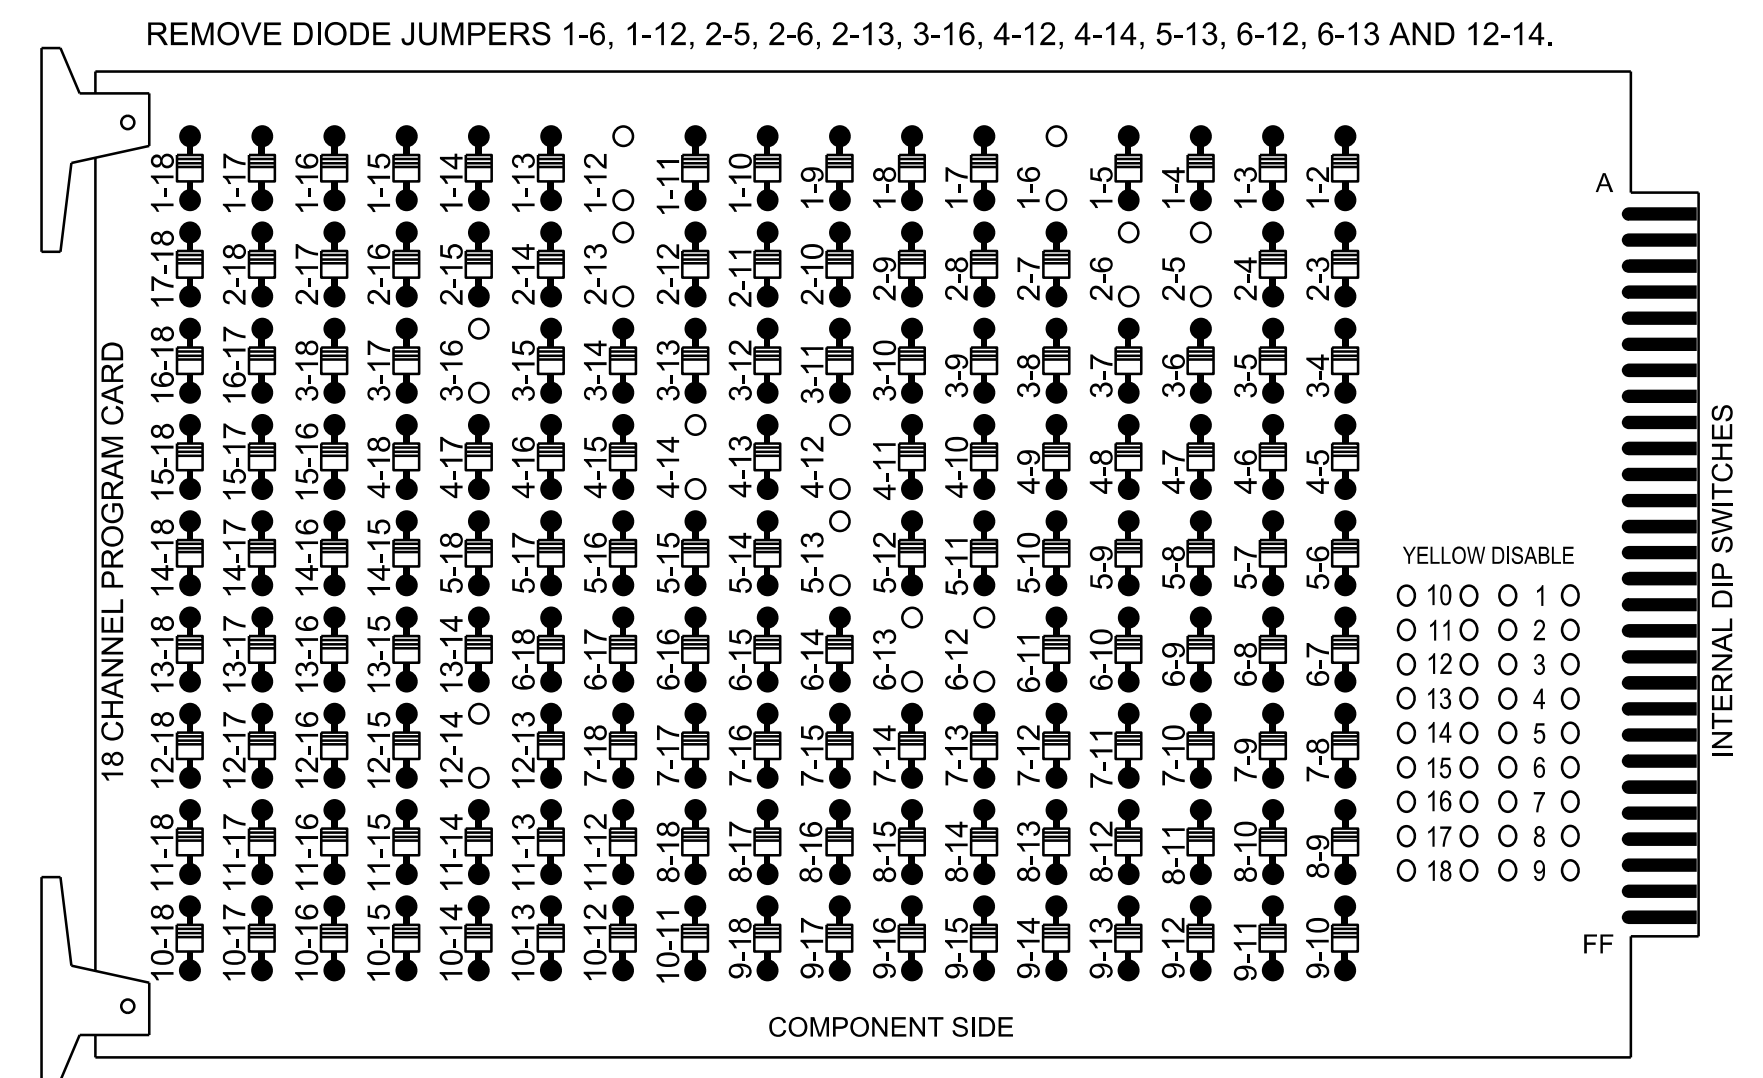 REMOVE DIODE JUMPERS 1-6, 1-12, 2-5, 2-6, 2-13, 3-16, 4-12, 4-14, 5-13, 6-12, 6-13 AND 12-14.
1-18 1-17 1-16 1-15 1-14 1-13 1-12 1-11 1-10 1-9 1-8 1-7 1-6 1-5 1-4 1-3 1-2
A
17-18 2-18 2-17 2-16 2-15 2-14 2-13 2-12 2-11 2-10 2-9 2-8 2-7 2-6 2-5 2-4 2-3
16-18 16-17 3-18 3-17 3-16 3-15 3-14 3-13 3-12 3-11 3-10 3-9 3-8 3-7 3-6 3-5 3-4
15-18 15-17 15-16 4-18 4-17 4-16 4-15 4-14 4-13 4-12 4-11 4-10 4-9 4-8 4-7 4-6 4-5
14-18 14-17 14-16 14-15 5-18 5-17 5-16 5-15 5-14 5-13 5-12 5-11 5-10 5-9 5-8 5-7 5-6
13-18 13-17 13-16 13-15 13-14 6-18 6-17 6-16 6-15 6-14 6-13 6-12 6-11 6-10 6-9 6-8 6-7
12-18 12-17 12-16 12-15 12-14 12-13 7-18 7-17 7-16 7-15 7-14 7-13 7-12 7-11 7-10 7-9 7-8
11-18 11-17 11-16 11-15 11-14 11-13 11-12 8-18 8-17 8-16 8-15 8-14 8-13 8-12 8-11 8-10 8-9
10-18 10-17 10-16 10-15 10-14 10-13 10-12 10-11 9-18 9-17 9-16 9-15 9-14 9-13 9-12 9-11 9-10
18 CHANNEL PROGRAM CARD
YELLOW DISABLE
10 1
11 2
12 3
13 4
14 5
15 6
16 7
17 8
18 9
INTERNAL DIP SWITCHES
FF
COMPONENT SIDE